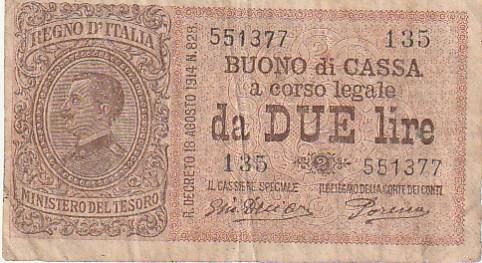 REGNO D'ITALIA
MINISTERO DEL TESORO
R. DECRETO 18 AGOSTO 1914 N. 828.
551377 135
BUONO di CASSA
a corso legale
da DUE lire
135 2 551377
IL CASSIERE SPECIALE IL DELEGATO DELLA CORTE DEI CONTI